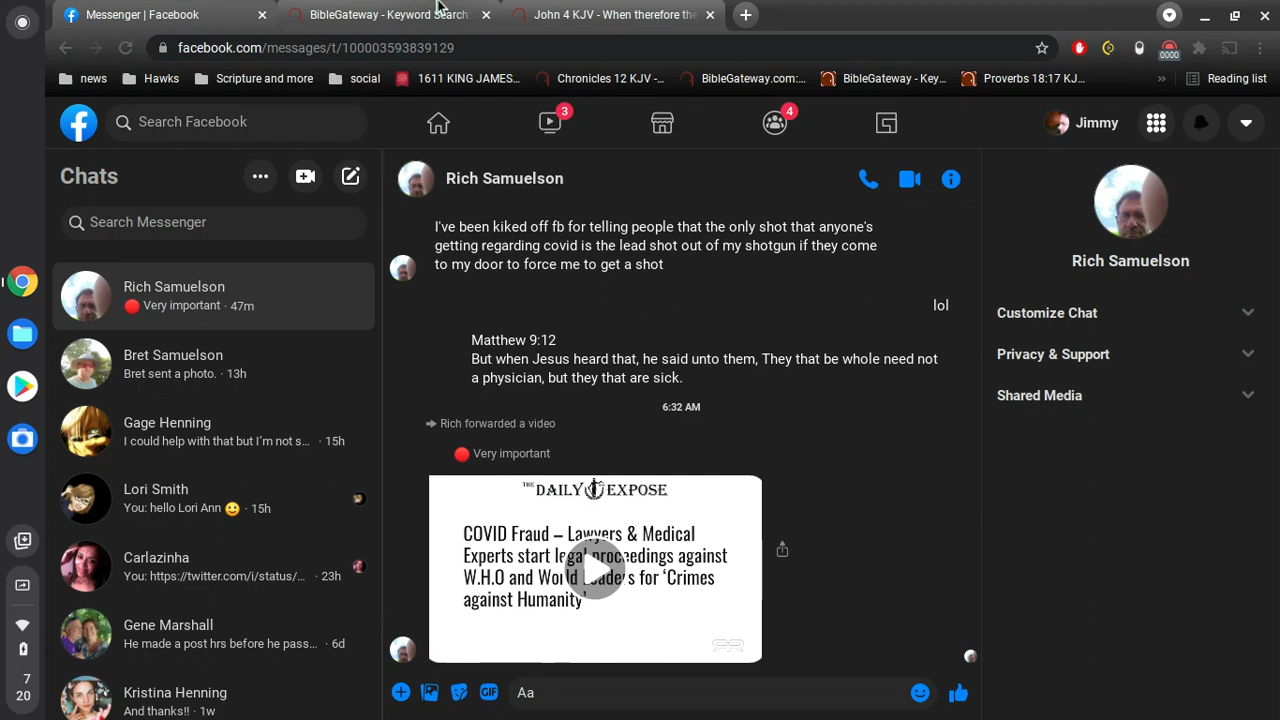 Messenger | Facebook
BibleGateway - Keyword Search:
John 4 KJV - When therefore the
facebook.com/messages/t/100003593839129
0000
news
Hawks
Scripture and more
social
1611 KING JAMES...
Chronicles 12 KJV -...
BibleGateway.com:...
BibleGateway - Key...
Proverbs 18:17 KJ...
»
Reading list
Search Facebook
3
4
Jimmy
Chats
Search Messenger
Rich Samuelson
Very important · 47m
Bret Samuelson
Bret sent a photo. · 13h
Gage Henning
I could help with that but I'm not s... · 15h
Lori Smith
You: hello Lori Ann 😀 · 15h
Carlazinha
You: https://twitter.com/i/status/... · 23h
Gene Marshall
He made a post hrs before he pass... · 6d
Kristina Henning
And thanks!! · 1w
Rich Samuelson
I've been kiked off fb for telling people that the only shot that anyone's
getting regarding covid is the lead shot out of my shotgun if they come
to my door to force me to get a shot
lol
Matthew 9:12
But when Jesus heard that, he said unto them, They that be whole need not
a physician, but they that are sick.
6:32 AM
Rich forwarded a video
Very important
THE DAILY EXPOSE
COVID Fraud – Lawyers & Medical
Experts start legal proceedings against
W.H.O and World Leaders for 'Crimes
against Humanity'
GIF
Aa
Rich Samuelson
Customize Chat
Privacy & Support
Shared Media
7
20